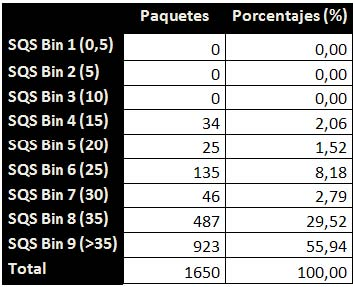 Paquetes Porcentajes (%)
SQS Bin 1 (0,5) 0 0,00
SQS Bin 2 (5) 0 0,00
SQS Bin 3 (10) 0 0,00
SQS Bin 4 (15) 34 2,06
SQS Bin 5 (20) 25 1,52
SQS Bin 6 (25) 135 8,18
SQS Bin 7 (30) 46 2,79
SQS Bin 8 (35) 487 29,52
SQS Bin 9 (>35) 923 55,94
Total 1650 100,00